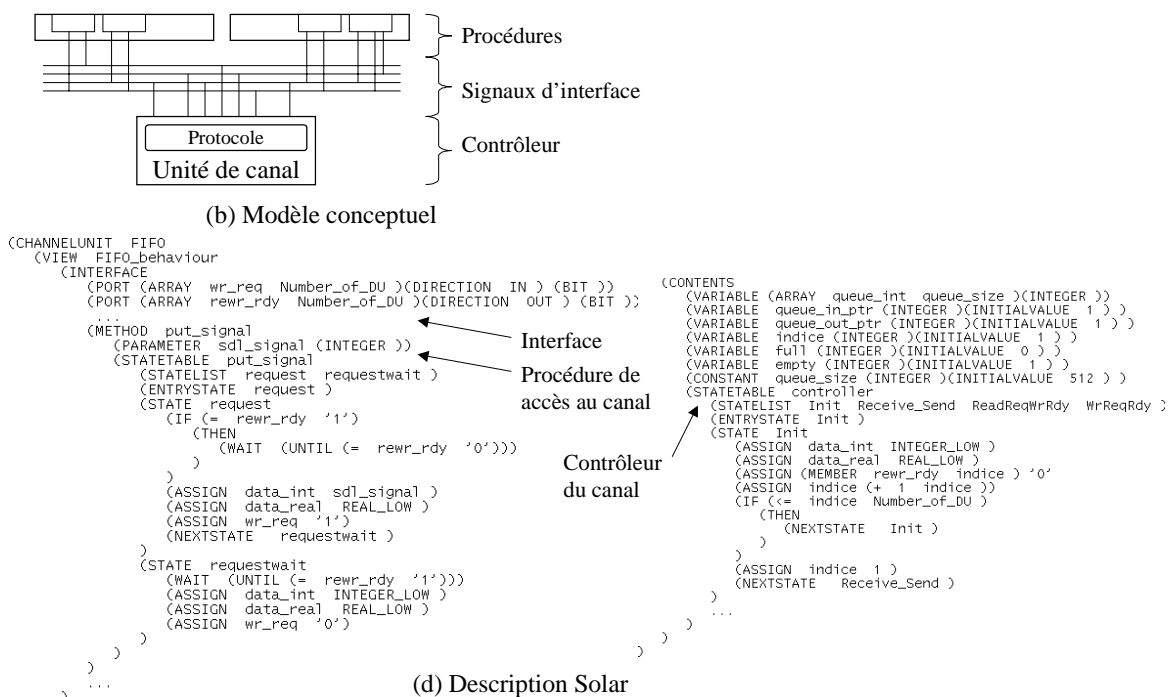 Procédures
Signaux d'interface
Protocole
Contrôleur
Unité de canal
(b) Modèle conceptuel
(CHANNELUNIT FIFO
(VIEW FIFO_behaviour
(INTERFACE
(PORT (ARRAY wr_req Number_of_DU )(DIRECTION IN ) (BIT ))
(PORT (ARRAY rewr_rdy Number_of_DU )(DIRECTION OUT ) (BIT ))
...
(METHOD put_signal
(PARAMETER sdl_signal (INTEGER ))
(STATETABLE put_signal
(STATELIST request requestwait )
(ENTRYSTATE request )
(STATE request
(IF (= rewr_rdy '1')
(THEN
(WAIT (UNTIL (= rewr_rdy '0')))
)
)
(ASSIGN data_int sdl_signal )
(ASSIGN data_real REAL_LOW )
(ASSIGN wr_req '1')
(NEXTSTATE requestwait )
)
(STATE requestwait
(WAIT (UNTIL (= rewr_rdy '1')))
(ASSIGN data_int INTEGER_LOW )
(ASSIGN data_real REAL_LOW )
(ASSIGN wr_req '0')
)
)
)
...
)
Interface
Procédure de
accès au canal
Contrôleur
du canal
(CONTENTS
(VARIABLE (ARRAY queue_int queue_size )(INTEGER ))
(VARIABLE queue_in_ptr (INTEGER )(INITIALVALUE 1 ) )
(VARIABLE queue_out_ptr (INTEGER )(INITIALVALUE 1 ) )
(VARIABLE indice (INTEGER )(INITIALVALUE 1 ) )
(VARIABLE full (INTEGER )(INITIALVALUE 0 ) )
(VARIABLE empty (INTEGER )(INITIALVALUE 1 ) )
(CONSTANT queue_size (INTEGER )(INITIALVALUE 512 ) )
(STATETABLE controller
(STATELIST Init Receive_Send ReadReqWrRdy WrReqRdy )
(ENTRYSTATE Init )
(STATE Init
(ASSIGN data_int INTEGER_LOW )
(ASSIGN data_real REAL_LOW )
(ASSIGN (MEMBER rewr_rdy indice ) '0'
(ASSIGN indice (+ 1 indice ))
(IF (<= indice Number_of_DU )
(THEN
(NEXTSTATE Init )
)
)
(ASSIGN indice 1 )
(NEXTSTATE Receive_Send )
)
...
)
)
)
(d) Description Solar